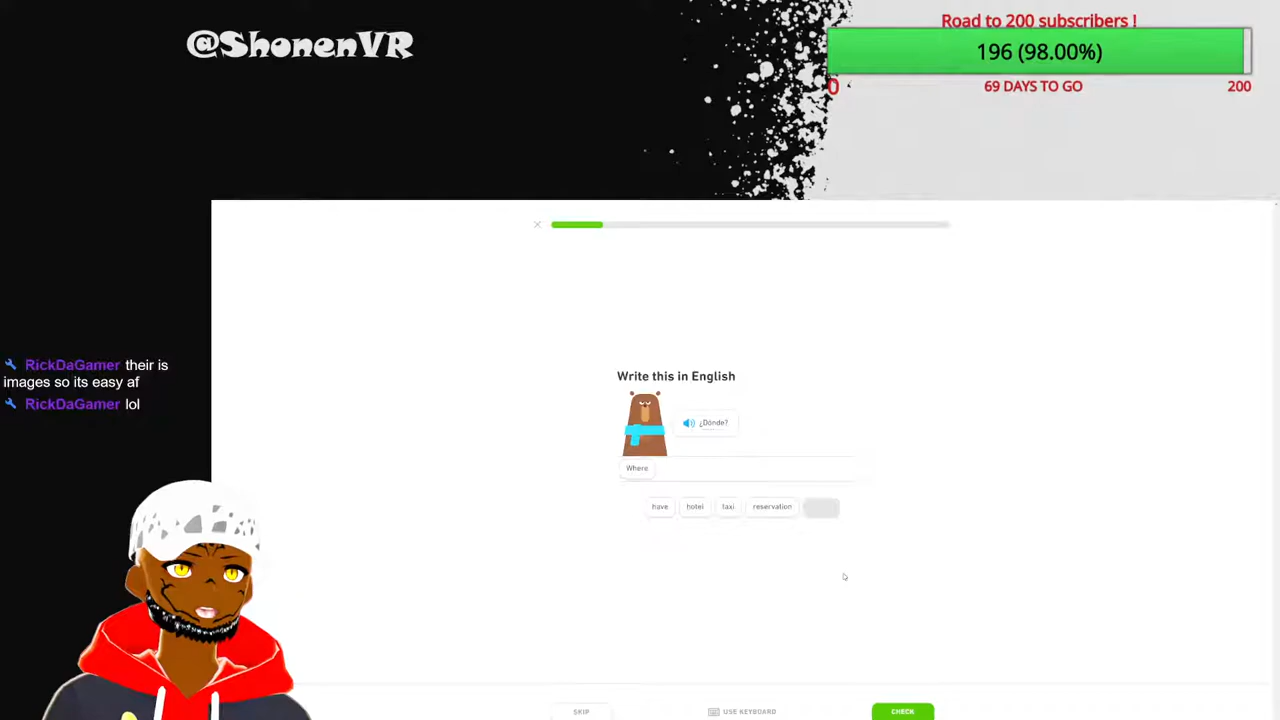 @ShonenVR
Road to 200 subscribers !
196 (98.00%)
0 69 DAYS TO GO 200
Write this in English
¿Dónde?
Where
have hotel taxi reservation
RickDaGamer their is
images so its easy af
RickDaGamer lol
SKIP USE KEYBOARD CHECK